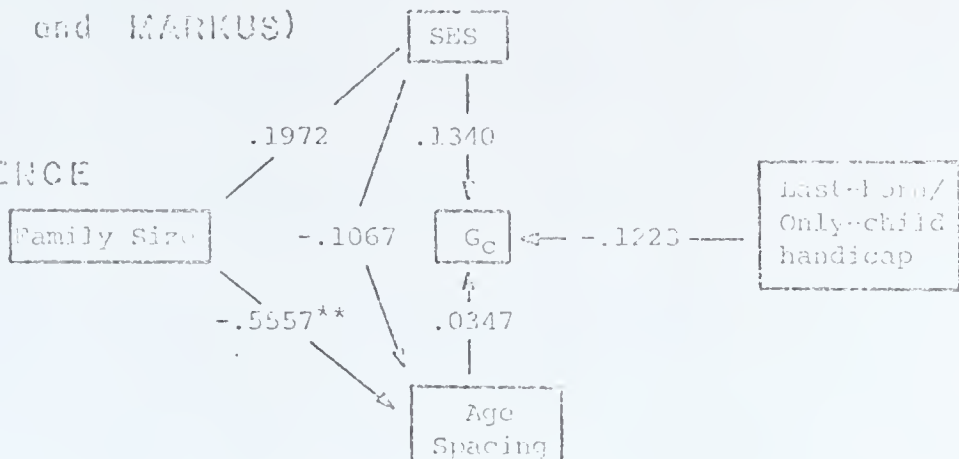 and MARKUS)
SES
.1972
.1340
ENCE
Last-born/
Only-child
handicap
Family Size
-.1067
Gc
-.1223
-.5557**
.0347
Age
Spacing